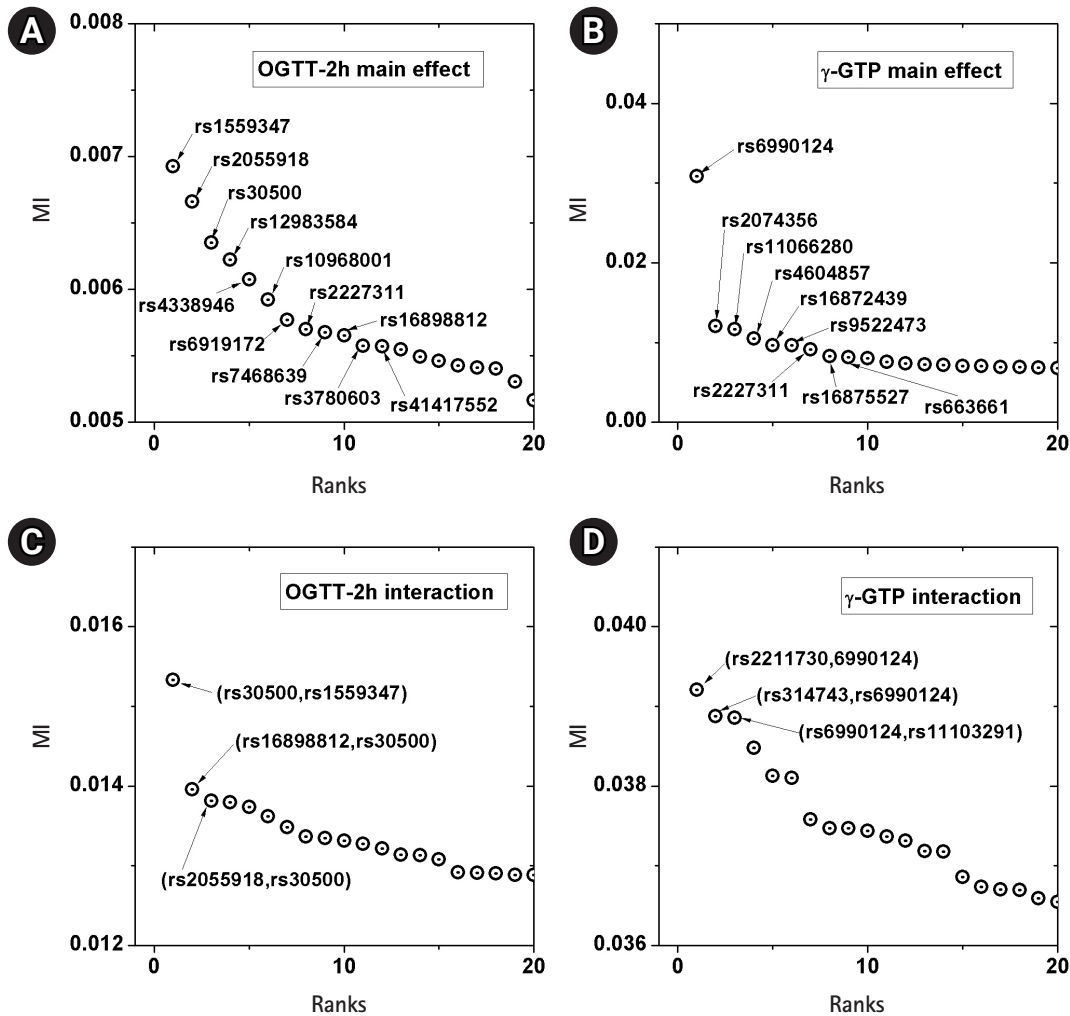 A
0.008
OGTT-2h main effect
rs1559347
0.007
rs2055918
rs30500
MI
rs12983584
rs10968001
0.006
rs4338946
rs2227311
rs16898812
rs6919172
rs7468639
rs3780603
rs41417552
0.005
0
10
20
Ranks
B
γ-GTP main effect
0.04
rs6990124
MI
rs2074356
rs11066280
0.02
rs4604857
rs16872439
rs9522473
rs2227311
rs16875527
rs663661
0.00
0
10
20
Ranks
C
OGTT-2h interaction
0.016
(rs30500,rs1559347)
MI
(rs16898812,rs30500)
0.014
(rs2055918,rs30500)
0.012
0
10
20
Ranks
D
γ-GTP interaction
0.040
(rs2211730,6990124)
(rs314743,rs6990124)
MI
(rs6990124,rs11103291)
0.038
0.036
0
10
20
Ranks